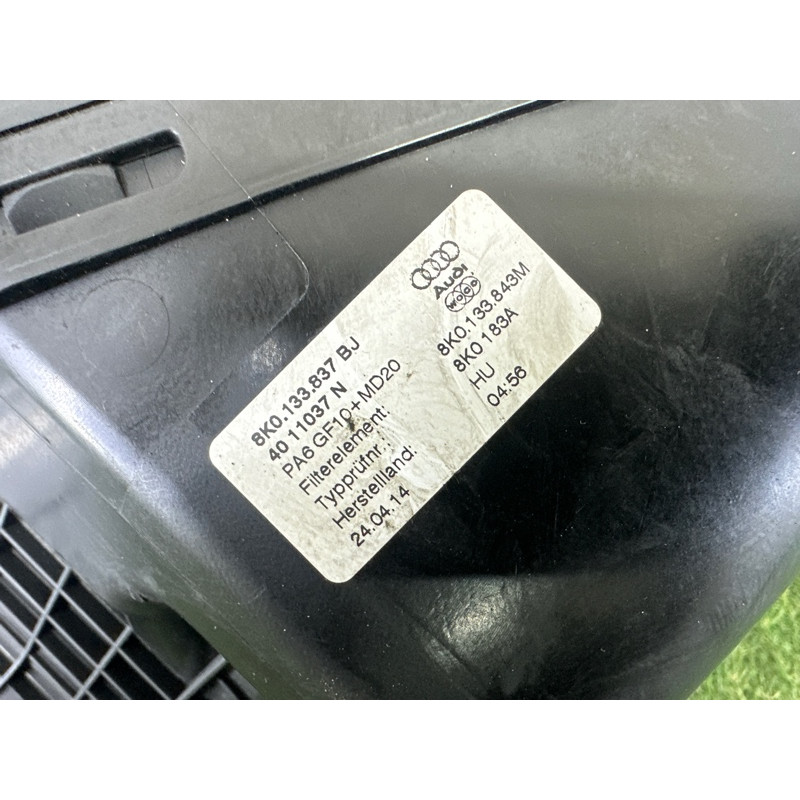 Audi
8K0.133.837 BJ
40 11037 N
PA6 GF10+MD20
Filterelement: 8K0.133.843M
Typprüfnr.: 8K0 183A
Herstellland: HU
24.04.14 04:56